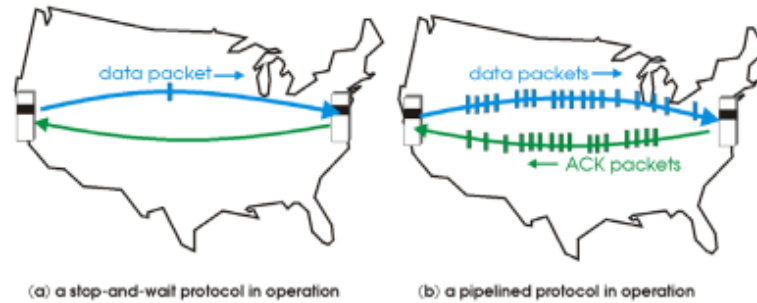 data packet
data packets
ACK packets
(a) a stop-and-wait protocol in operation
(b) a pipelined protocol in operation